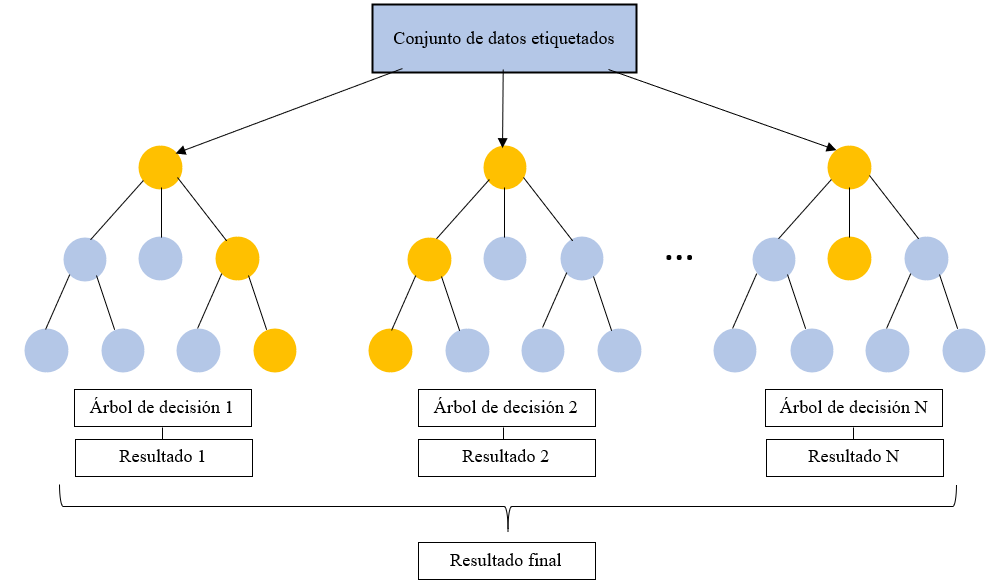 Conjunto de datos etiquetados
...
Árbol de decisión 1
Árbol de decisión 2
Árbol de decisión N
Resultado 1
Resultado 2
Resultado N
Resultado final